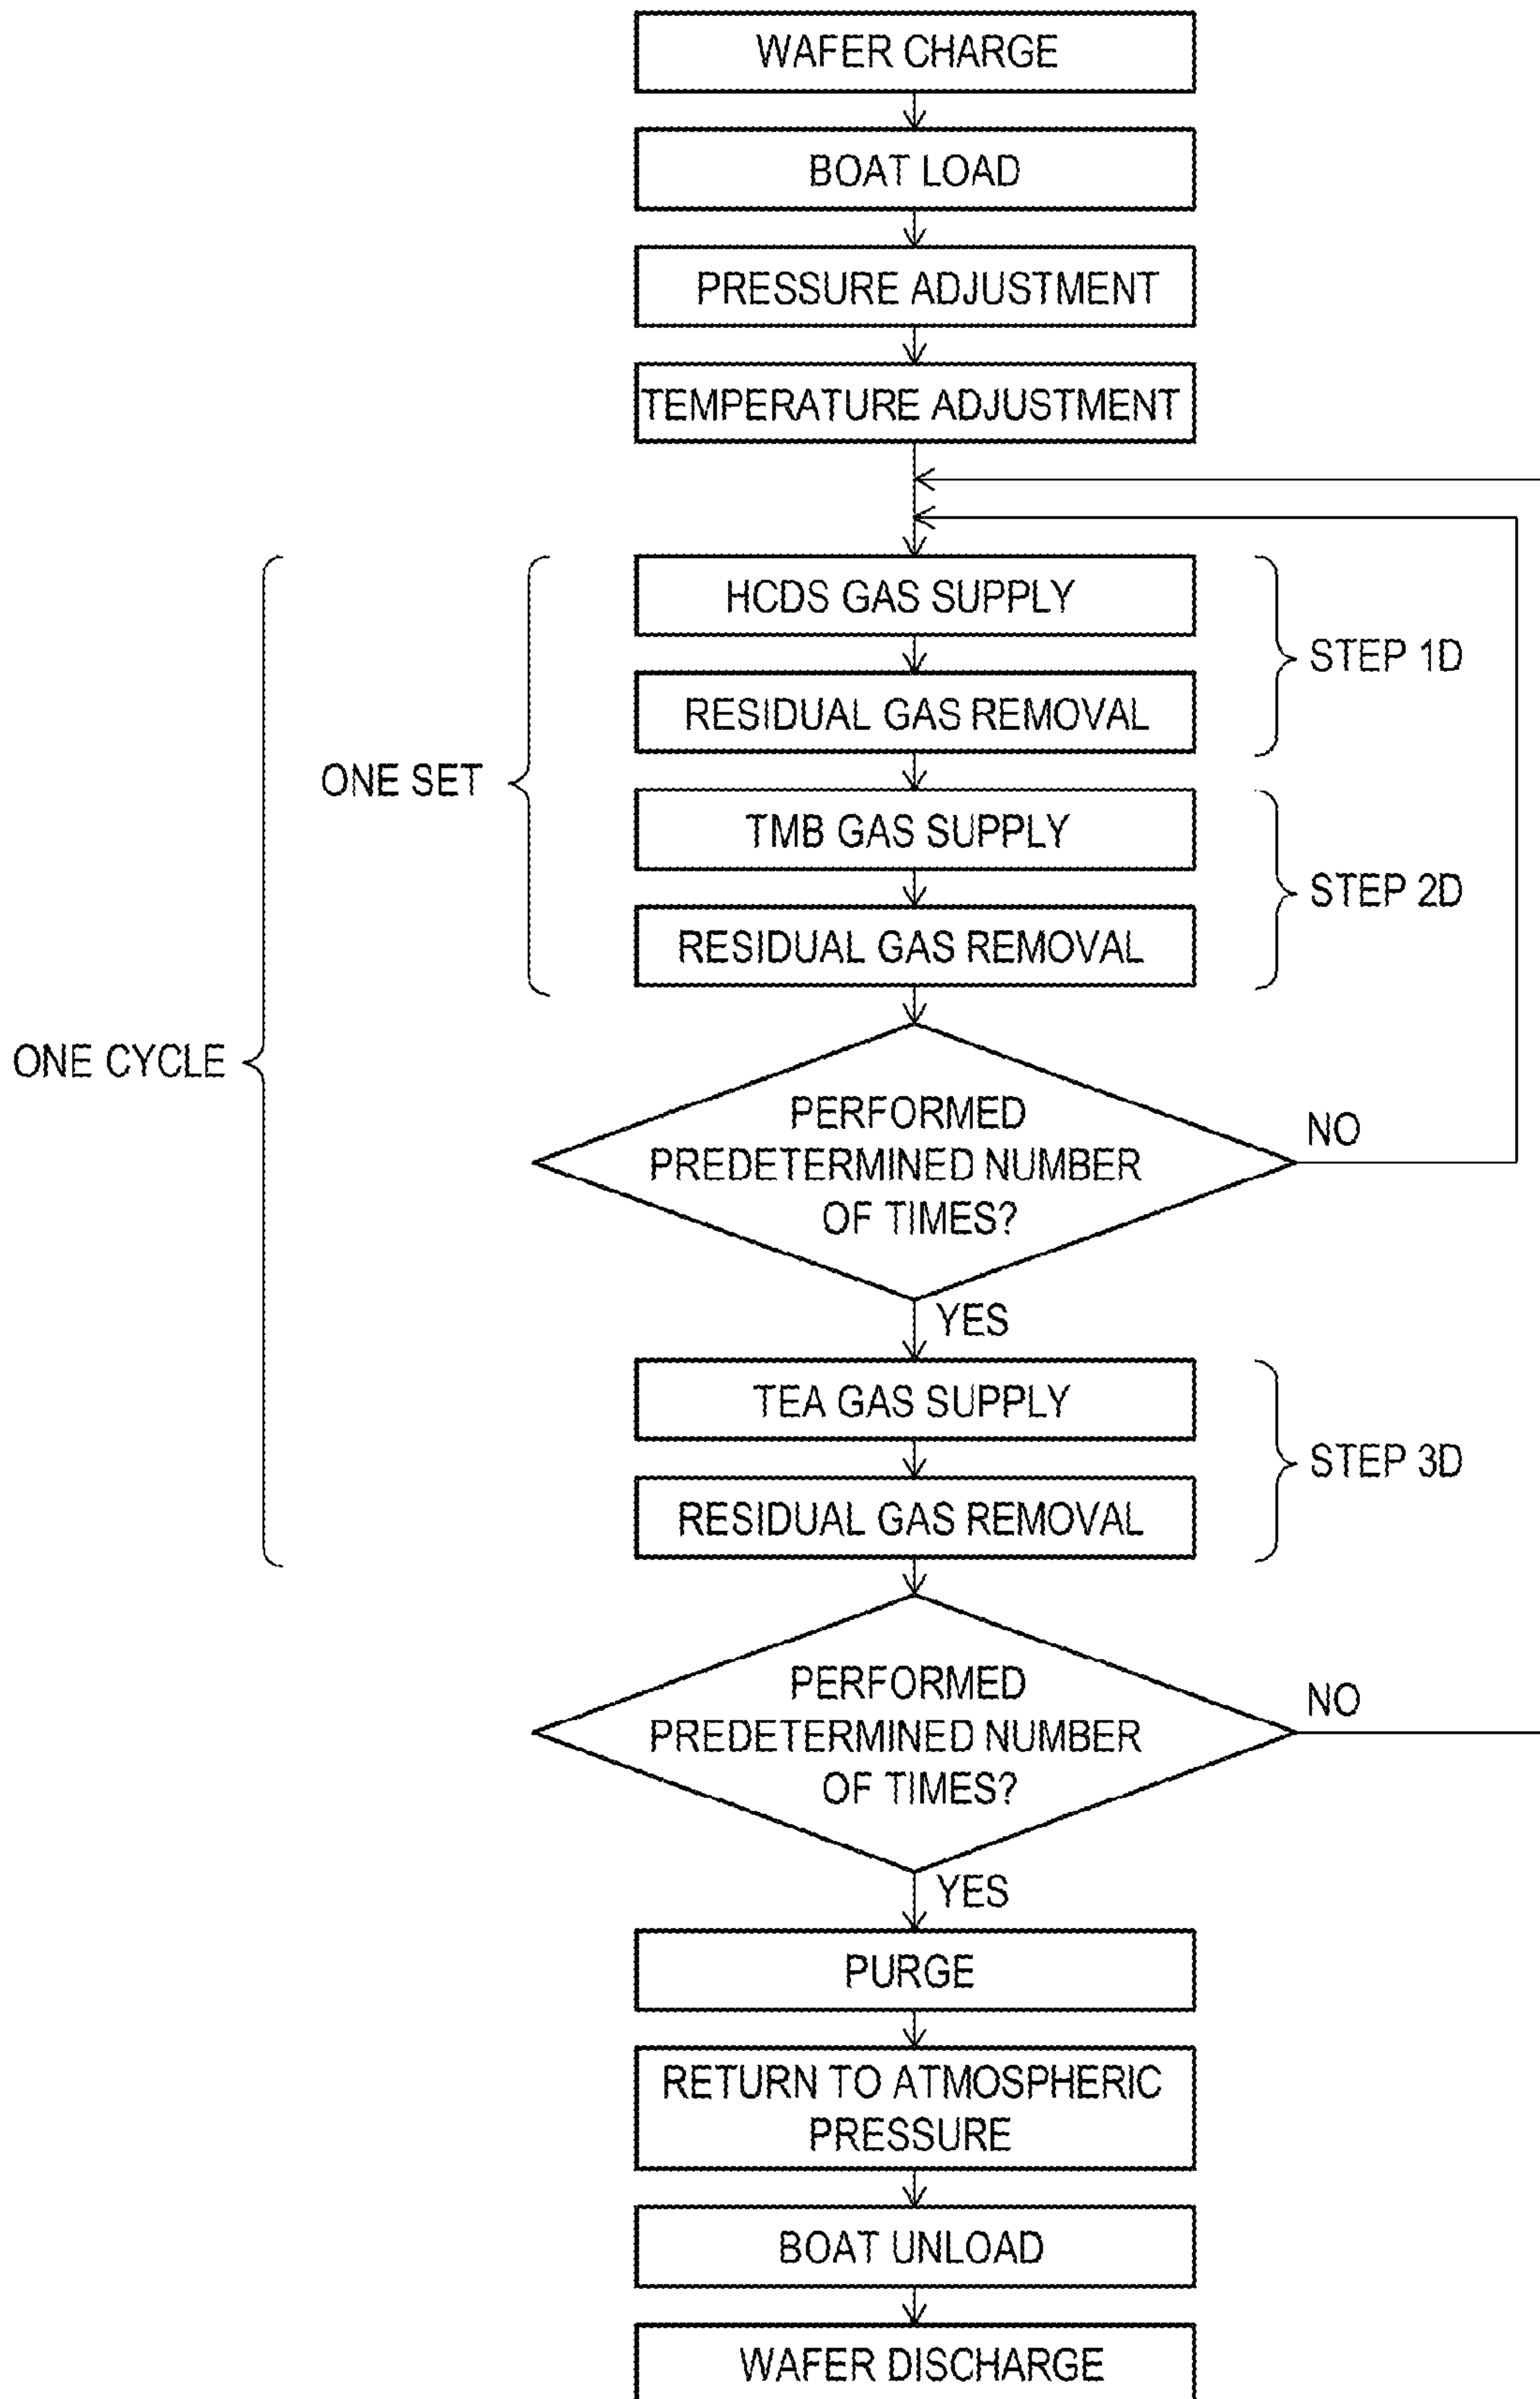 WAFER CHARGE
BOAT LOAD
PRESSURE ADJUSTMENT
TEMPERATURE ADJUSTMENT
HCDS GAS SUPPLY
STEP 1D
RESIDUAL GAS REMOVAL
ONE SET
TMB GAS SUPPLY
STEP 2D
RESIDUAL GAS REMOVAL
ONE CYCLE
PERFORMED
PREDETERMINED NUMBER
OF TIMES?
NO
YES
TEA GAS SUPPLY
STEP 3D
RESIDUAL GAS REMOVAL
PERFORMED
PREDETERMINED NUMBER
OF TIMES?
NO
YES
PURGE
RETURN TO ATMOSPHERIC
PRESSURE
BOAT UNLOAD
WAFER DISCHARGE